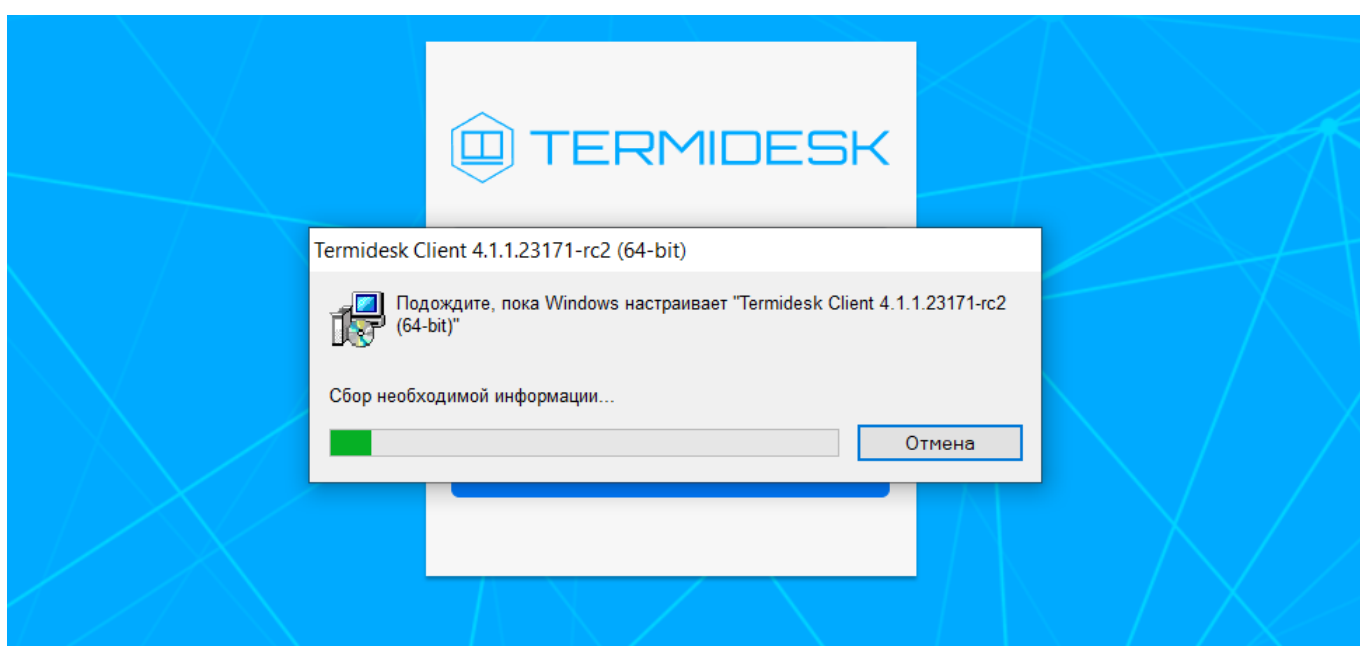 TERMIDESK
Termidesk Client 4.1.1.23171-rc2 (64-bit)
Подождите, пока Windows настраивает "Termidesk Client 4.1.1.23171-rc2
(64-bit)"
Сбор необходимой информации...
Отмена